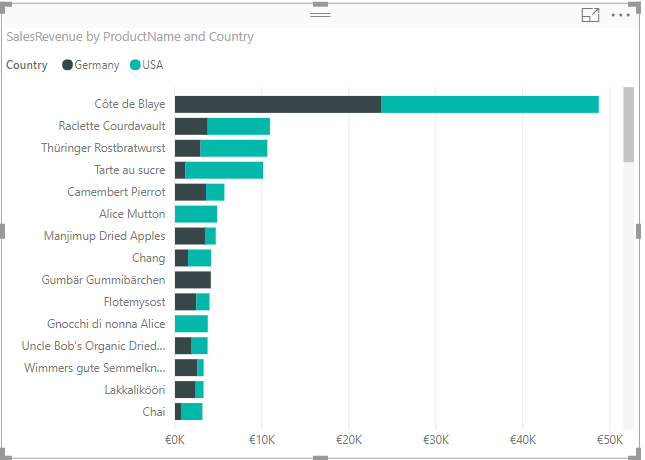 SalesRevenue by ProductName and Country
Country Germany USA
Côte de Blaye
Raclette Courdavault
Thüringer Rostbratwurst
Tarte au sucre
Camembert Pierrot
Alice Mutton
Manjimup Dried Apples
Chang
Gumbär Gummibärchen
Flotemysost
Gnocchi di nonna Alice
Uncle Bob's Organic Dried...
Wimmers gute Semmelkn...
Lakkalikööri
Chai
€0K €10K €20K €30K €40K €50K